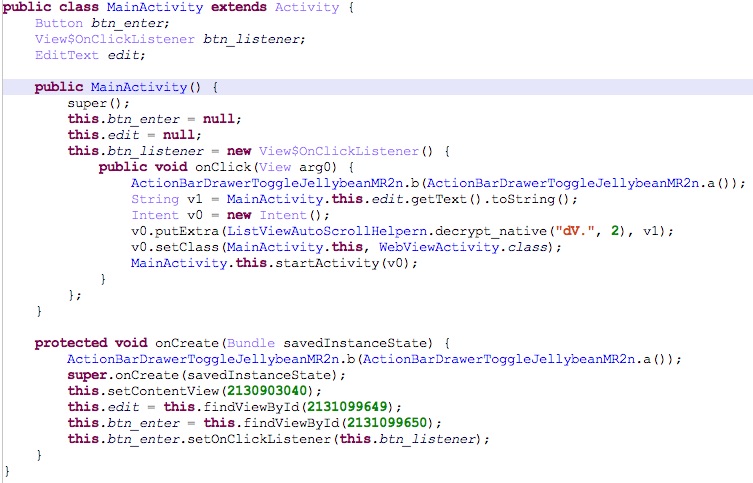 public class MainActivity extends Activity {
    Button btn_enter;
    View$OnClickListener btn_listener;
    EditText edit;

    public MainActivity() {
        super();
        this.btn_enter = null;
        this.edit = null;
        this.btn_listener = new View$OnClickListener() {
            public void onClick(View arg0) {
                ActionBarDrawerToggleJellybeanMR2n.b(ActionBarDrawerToggleJellybeanMR2n.a());
                String v1 = MainActivity.this.edit.getText().toString();
                Intent v0 = new Intent();
                v0.putExtra(ListViewAutoScrollHelpern.decrypt_native("dV.", 2), v1);
                v0.setClass(MainActivity.this, WebViewActivity.class);
                MainActivity.this.startActivity(v0);
            }
        };
    }

    protected void onCreate(Bundle savedInstanceState) {
        ActionBarDrawerToggleJellybeanMR2n.b(ActionBarDrawerToggleJellybeanMR2n.a());
        super.onCreate(savedInstanceState);
        this.setContentView(2130903040);
        this.edit = this.findViewById(2131099649);
        this.btn_enter = this.findViewById(2131099650);
        this.btn_enter.setOnClickListener(this.btn_listener);
    }
}